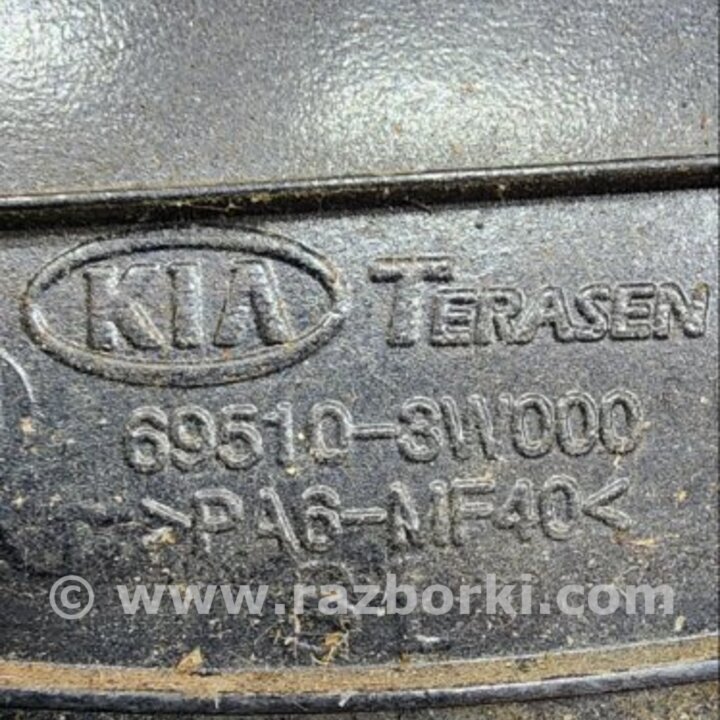 KIA TERASEN
69510-3W000
>PA6-MF40<
© www.razborki.com